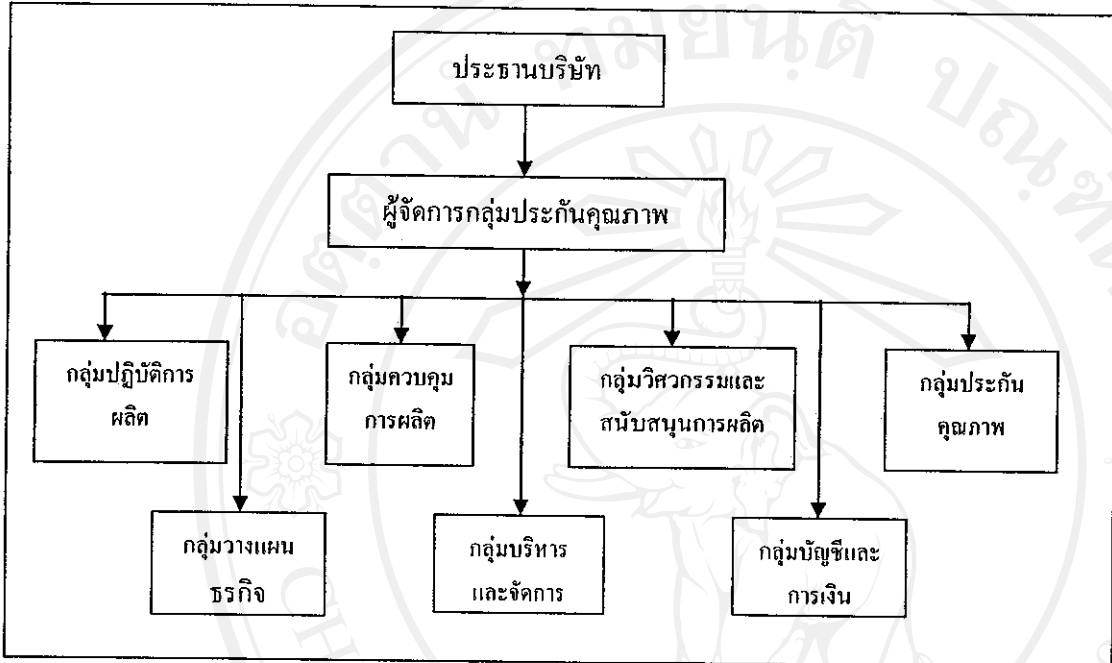 ประธานบริษัท
ผู้จัดการกลุ่มประกันคุณภาพ
กลุ่มปฏิบัติการ
ผลิต
กลุ่มควบคุม
การผลิต
กลุ่มวิศวกรรมและ
สนับสนุนการผลิต
กลุ่มประกัน
คุณภาพ
กลุ่มวางแผน
ธุรกิจ
กลุ่มบริหาร
และจัดการ
กลุ่มบัญชีและ
การเงิน